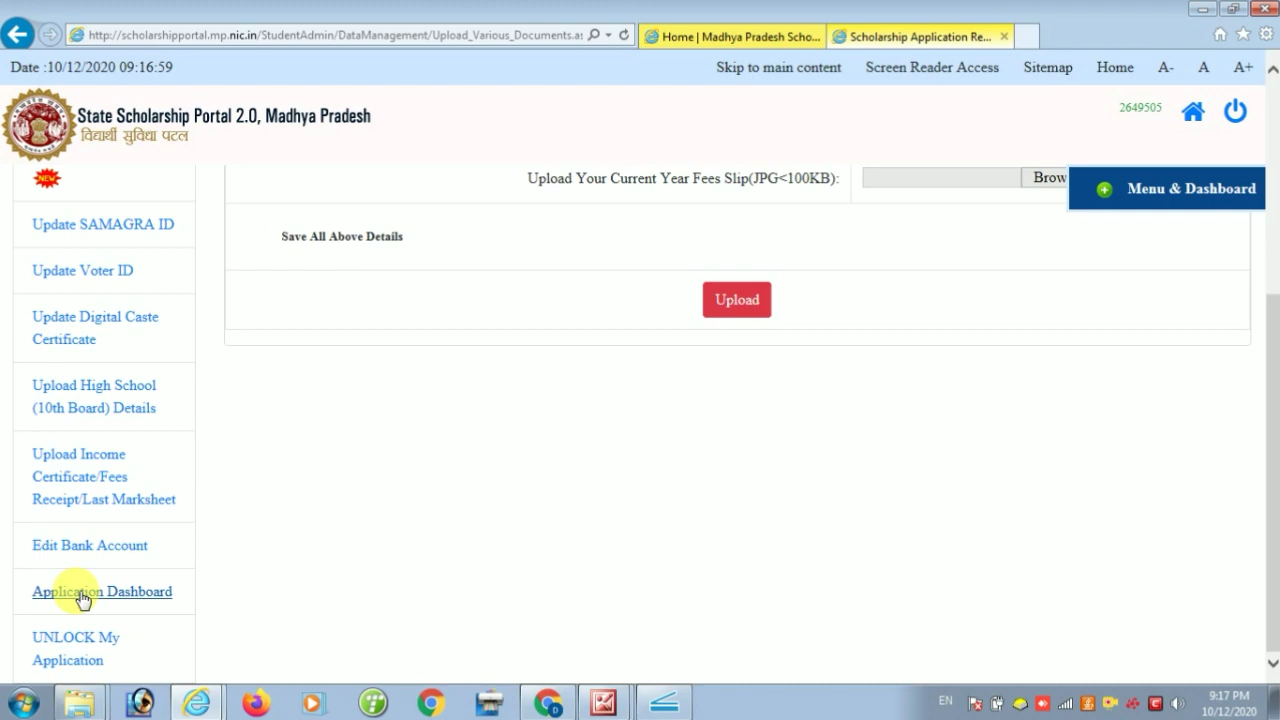 http://scholarshipportal.mp.nic.in/StudentAdmin/DataManagement/Upload_Various_Documents.as
Home | Madhya Pradesh Scho...
Scholarship Application Re...
Date :10/12/2020 09:16:59
Skip to main content
Screen Reader Access
Sitemap
Home
A-
A
A+
State Scholarship Portal 2.0, Madhya Pradesh
विद्यार्थी सुविधा पटल
2649505
NEW
Upload Your Current Year Fees Slip(JPG<100KB):
Brow
Menu & Dashboard
Update SAMAGRA ID
Save All Above Details
Update Voter ID
Upload
Update Digital Caste
Certificate
Upload High School
(10th Board) Details
Upload Income
Certificate/Fees
Receipt/Last Marksheet
Edit Bank Account
Application Dashboard
UNLOCK My
Application
EN
9:17 PM
10/12/2020